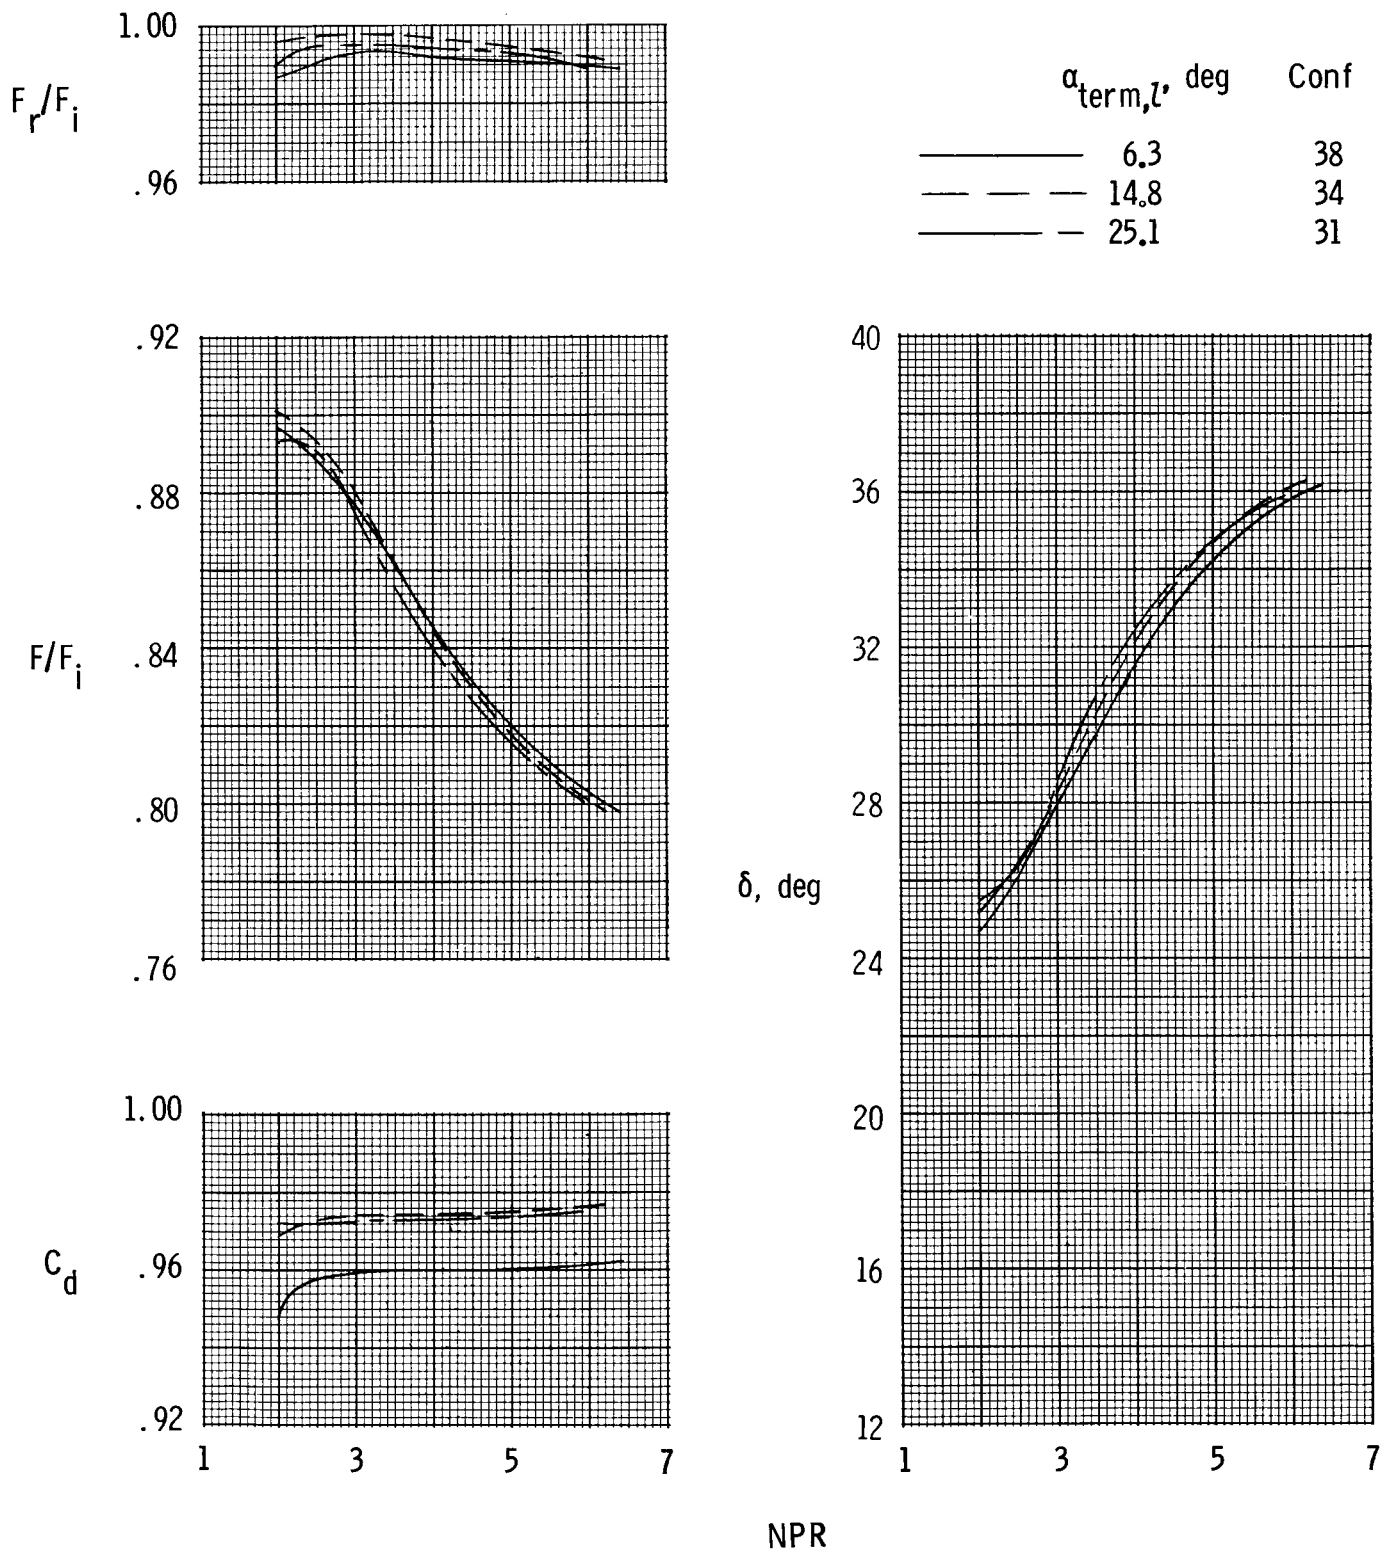 1.00
F_r/F_i
.96
α_term,l, deg Conf
6.3 38
14.8 34
25.1 31
.92
.88
F/F_i
.84
.80
.76
1.00
C_d
.96
.92
1 3 5 7
40
36
32
28
δ, deg
24
20
16
12
1 3 5 7
NPR